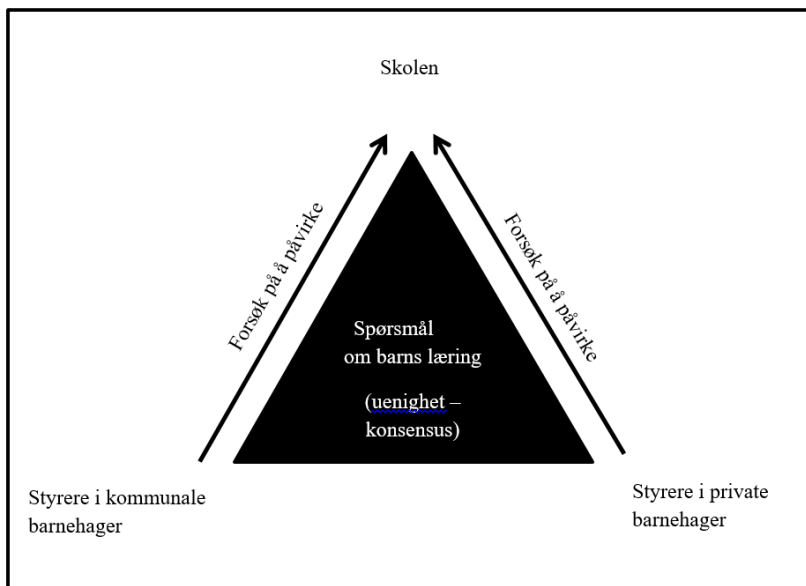 Skolen
Forsøk på å påvirke
Forsøk på å påvirke
Spørsmål
om barns læring
(uenighet –
konsensus)
Styrere i kommunale
barnehager
Styrere i private
barnehager